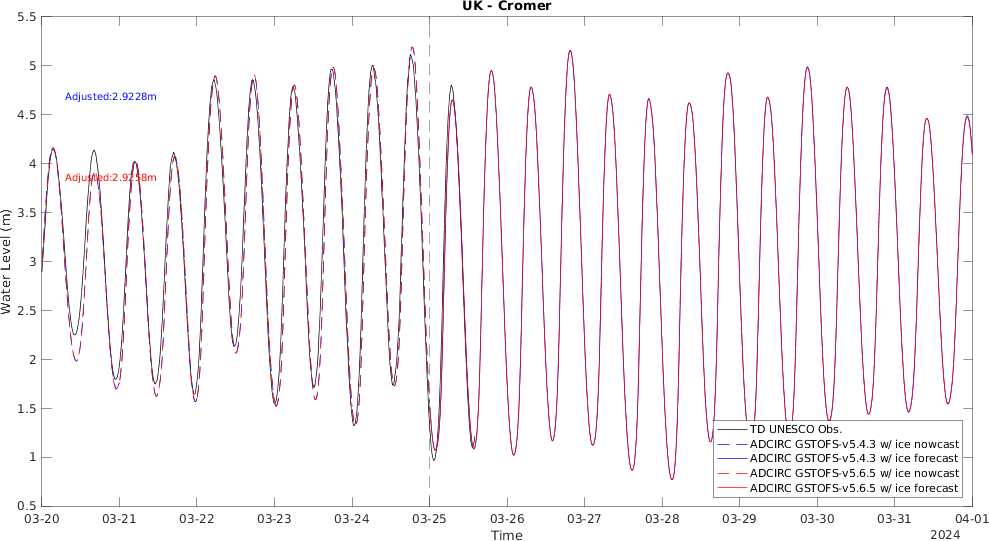 UK - Cromer
5.5
5
4.5
4
3.5
3
2.5
2
1.5
1
0.5
Water Level (m)
Adjusted:2.9228m
Adjusted:2.9258m
TD UNESCO Obs.
ADCIRC GSTOFS-v5.4.3 w/ ice nowcast
ADCIRC GSTOFS-v5.4.3 w/ ice forecast
ADCIRC GSTOFS-v5.6.5 w/ ice nowcast
ADCIRC GSTOFS-v5.6.5 w/ ice forecast
03-20 03-21 03-22 03-23 03-24 03-25 03-26 03-27 03-28 03-29 03-30 03-31 04-01
Time
2024